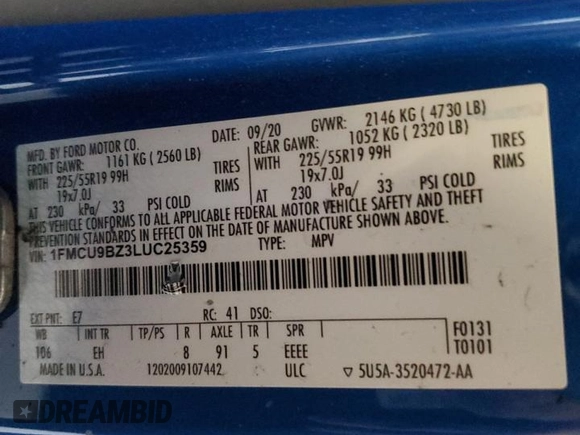 MFD. BY FORD MOTOR CO.
DATE: 09/20 GVWR: 2146 KG ( 4730 LB)
FRONT GAWR: 1161 KG ( 2560 LB) REAR GAWR: 1052 KG ( 2320 LB)
WITH 225/55R19 99H TIRES WITH 225/55R19 99H TIRES
19x7.0J RIMS 19x7.0J RIMS
AT 230 kPa/ 33 PSI COLD AT 230 kPa/ 33 PSI COLD
THIS VEHICLE CONFORMS TO ALL APPLICABLE FEDERAL MOTOR VEHICLE SAFETY AND THEFT
PREVENTION STANDARDS IN EFFECT ON THE DATE OF MANUFACTURE SHOWN ABOVE.
VIN: 1FMCU9BZ3LUC25359 TYPE: MPV
EXT PNT: E7 RC: 41 DSO:
WB INT TR TP/PS R AXLE TR SPR
106 EH 8 91 5 EEEE
F0131
T0101
MADE IN U.S.A. 1202009107442 ULC ▽ 5U5A-3520472-AA
DREAMBID